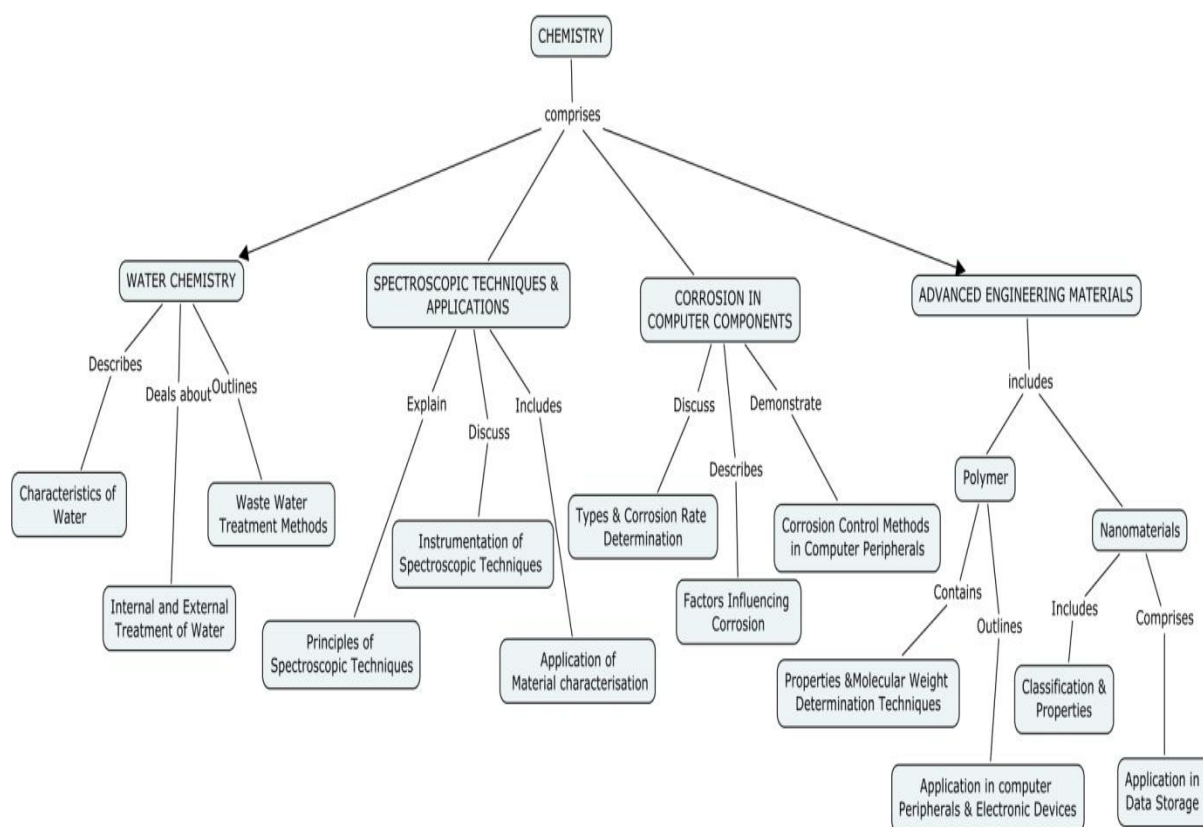 CHEMISTRY
comprises
WATER CHEMISTRY
SPECTROSCOPIC TECHNIQUES &
APPLICATIONS
CORROSION IN
COMPUTER COMPONENTS
ADVANCED ENGINEERING MATERIALS
Describes
Deals about
Outlines
Explain
Discuss
Includes
Discuss
Describes
Demonstrate
includes
Characteristics of
Water
Internal and External
Treatment of Water
Waste Water
Treatment Methods
Principles of
Spectroscopic Techniques
Instrumentation of
Spectroscopic Techniques
Application of
Material characterisation
Types & Corrosion Rate
Determination
Factors Influencing
Corrosion
Corrosion Control Methods
in Computer Peripherals
Polymer
Nanomaterials
Contains
Outlines
Includes
Comprises
Properties &Molecular Weight
Determination Techniques
Application in computer
Peripherals & Electronic Devices
Classification &
Properties
Application in
Data Storage